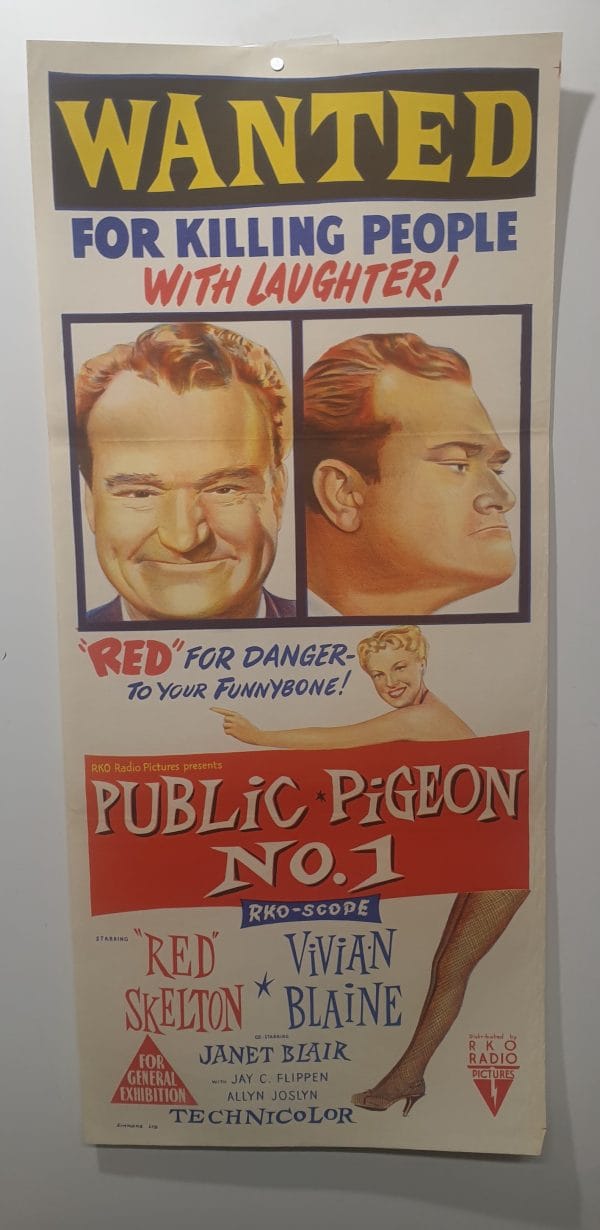 WANTED
FOR KILLING PEOPLE
WITH LAUGHTER!
"RED" FOR DANGER-
TO YOUR FUNNYBONE!
RKO Radio Pictures presents
PUBLIC * PIGEON
NO.1
RKO-SCOPE
STARRING "RED" SKELTON * VIVIAN BLAINE
CO-STARRING
JANET BLAIR
WITH JAY C. FLIPPEN
ALLYN JOSLYN
TECHNICOLOR
FOR
GENERAL
EXHIBITION
Distributed by
RKO
RADIO
PICTURES